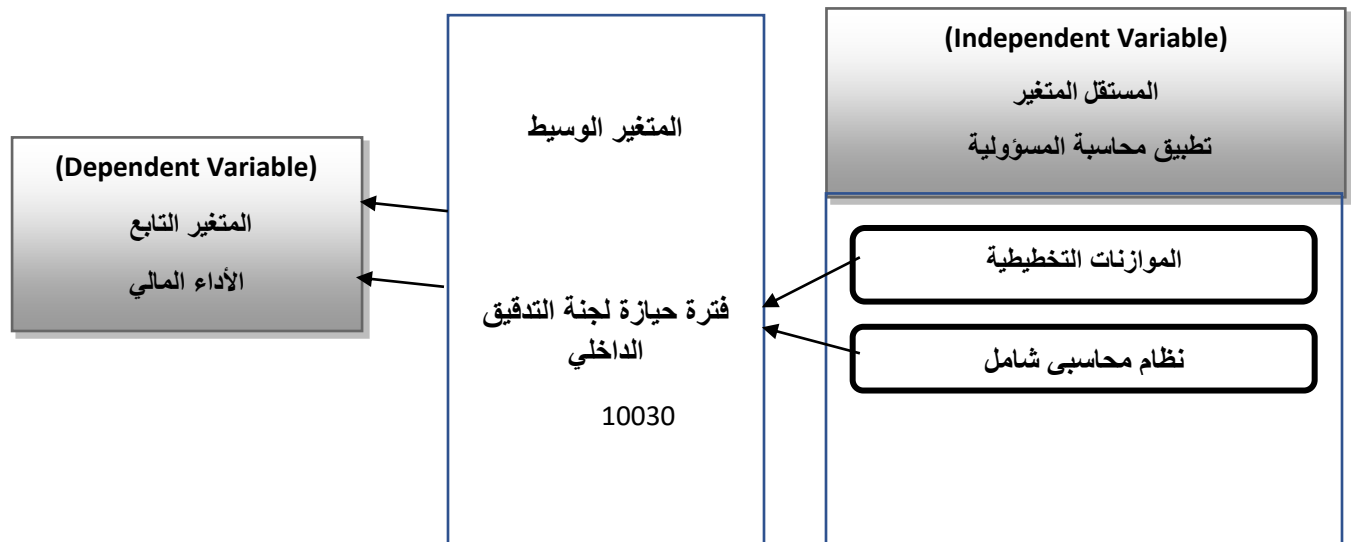 (Independent Variable)
المستقل المتغير
تطبيق محاسبة المسؤولية
الموازنات التخطيطية
نظام محاسبى شامل
المتغير الوسيط
فترة حيازة لجنة التدقيق
الداخلي
10030
(Dependent Variable)
المتغير التابع
الأداء المالي